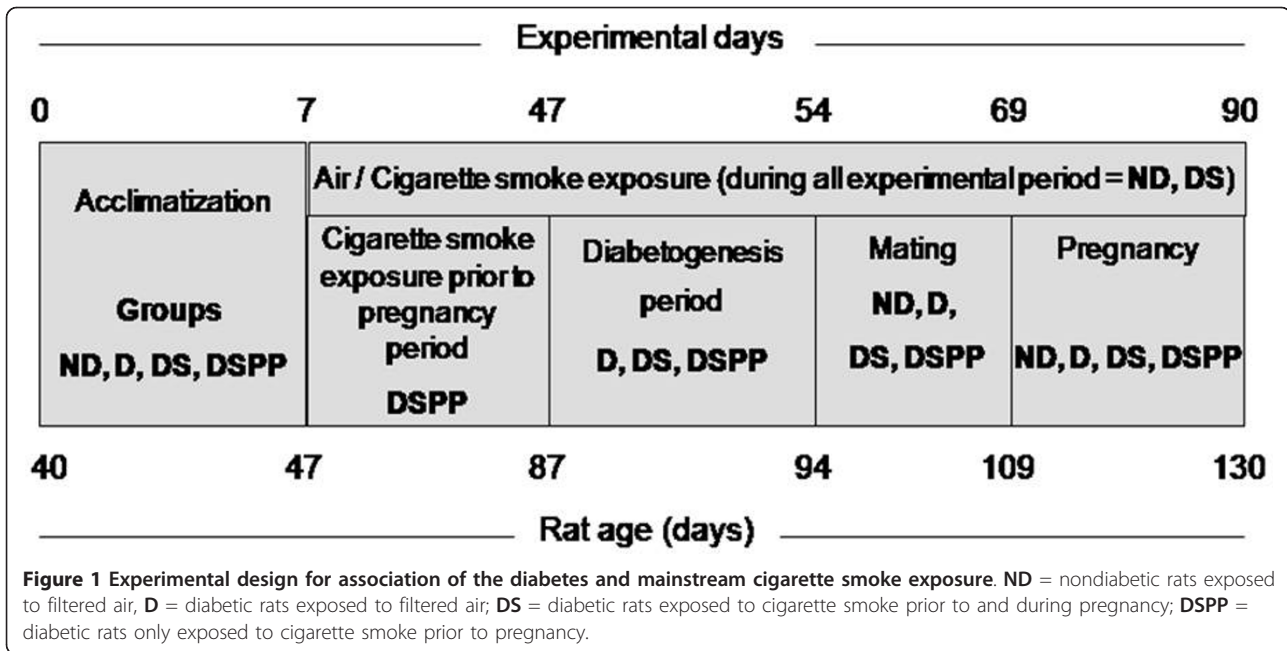 Experimental days
0 7 47 54 69 90
Acclimatization
Groups
ND, D, DS, DSPP
Air / Cigarette smoke exposure (during all experimental period = ND, DS)
Cigarette smoke
exposure prior to
pregnancy
period
DSPP
Diabetogenesis
period
D, DS, DSPP
Mating
ND, D,
DS, DSPP
Pregnancy
ND, D, DS, DSPP
40 47 87 94 109 130
Rat age (days)
Figure 1 Experimental design for association of the diabetes and mainstream cigarette smoke exposure. ND = nondiabetic rats exposed
to filtered air, D = diabetic rats exposed to filtered air; DS = diabetic rats exposed to cigarette smoke prior to and during pregnancy; DSPP =
diabetic rats only exposed to cigarette smoke prior to pregnancy.